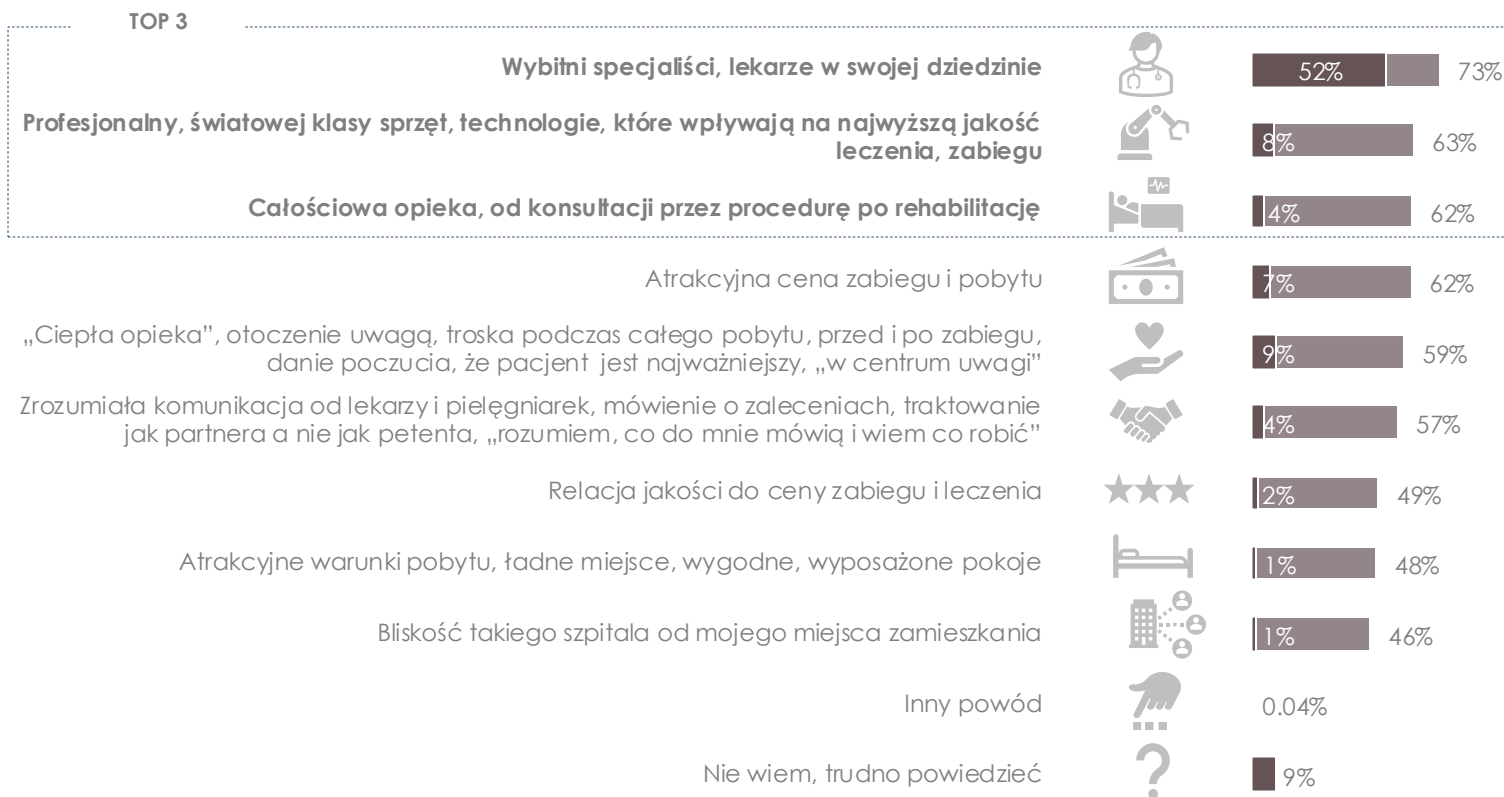 TOP 3
Wybitni specjaliści, lekarze w swojej dziedzinie
52%
73%
Profesjonalny, światowej klasy sprzęt, technologie, które wpływają na najwyższą jakość
leczenia, zabiegu
8%
63%
Całościowa opieka, od konsultacji przez procedurę po rehabilitację
4%
62%
Atrakcyjna cena zabiegu i pobytu
7%
62%
„Ciepła opieka”, otoczenie uwagą, troska podczas całego pobytu, przed i po zabiegu,
danie poczucia, że pacjent jest najważniejszy, „w centrum uwagi”
9%
59%
Zrozumiała komunikacja od lekarzy i pielęgniarek, mówienie o zaleceniach, traktowanie
jak partnera a nie jak petenta, „rozumiem, co do mnie mówią i wiem co robić”
4%
57%
Relacja jakości do ceny zabiegu i leczenia
2%
49%
Atrakcyjne warunki pobytu, ładne miejsce, wygodne, wyposażone pokoje
1%
48%
Bliskość takiego szpitala od mojego miejsca zamieszkania
1%
46%
Inny powód
0.04%
Nie wiem, trudno powiedzieć
9%